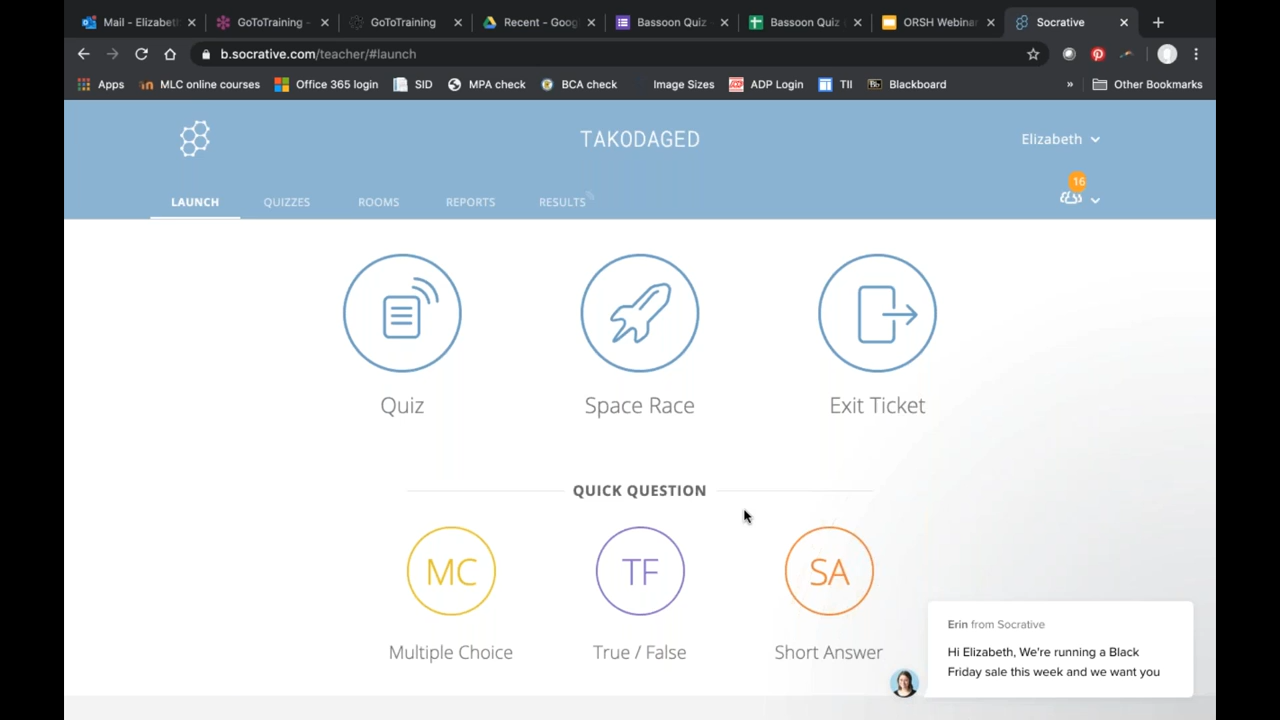 Mail - Elizabeth
GoToTraining -
GoToTraining
Recent - Goog
Bassoon Quiz
Bassoon Quiz
ORSH Webinar
Socrative
b.socrative.com/teacher/#launch
Apps
MLC online courses
Office 365 login
SID
MPA check
BCA check
Image Sizes
ADP Login
TII
Bb
Blackboard
»
Other Bookmarks
TAKODAGED
Elizabeth
16
LAUNCH
QUIZZES
ROOMS
REPORTS
RESULTS
Quiz
Space Race
Exit Ticket
QUICK QUESTION
MC
TF
SA
Multiple Choice
True / False
Short Answer
Erin from Socrative
Hi Elizabeth, We're running a Black
Friday sale this week and we want you